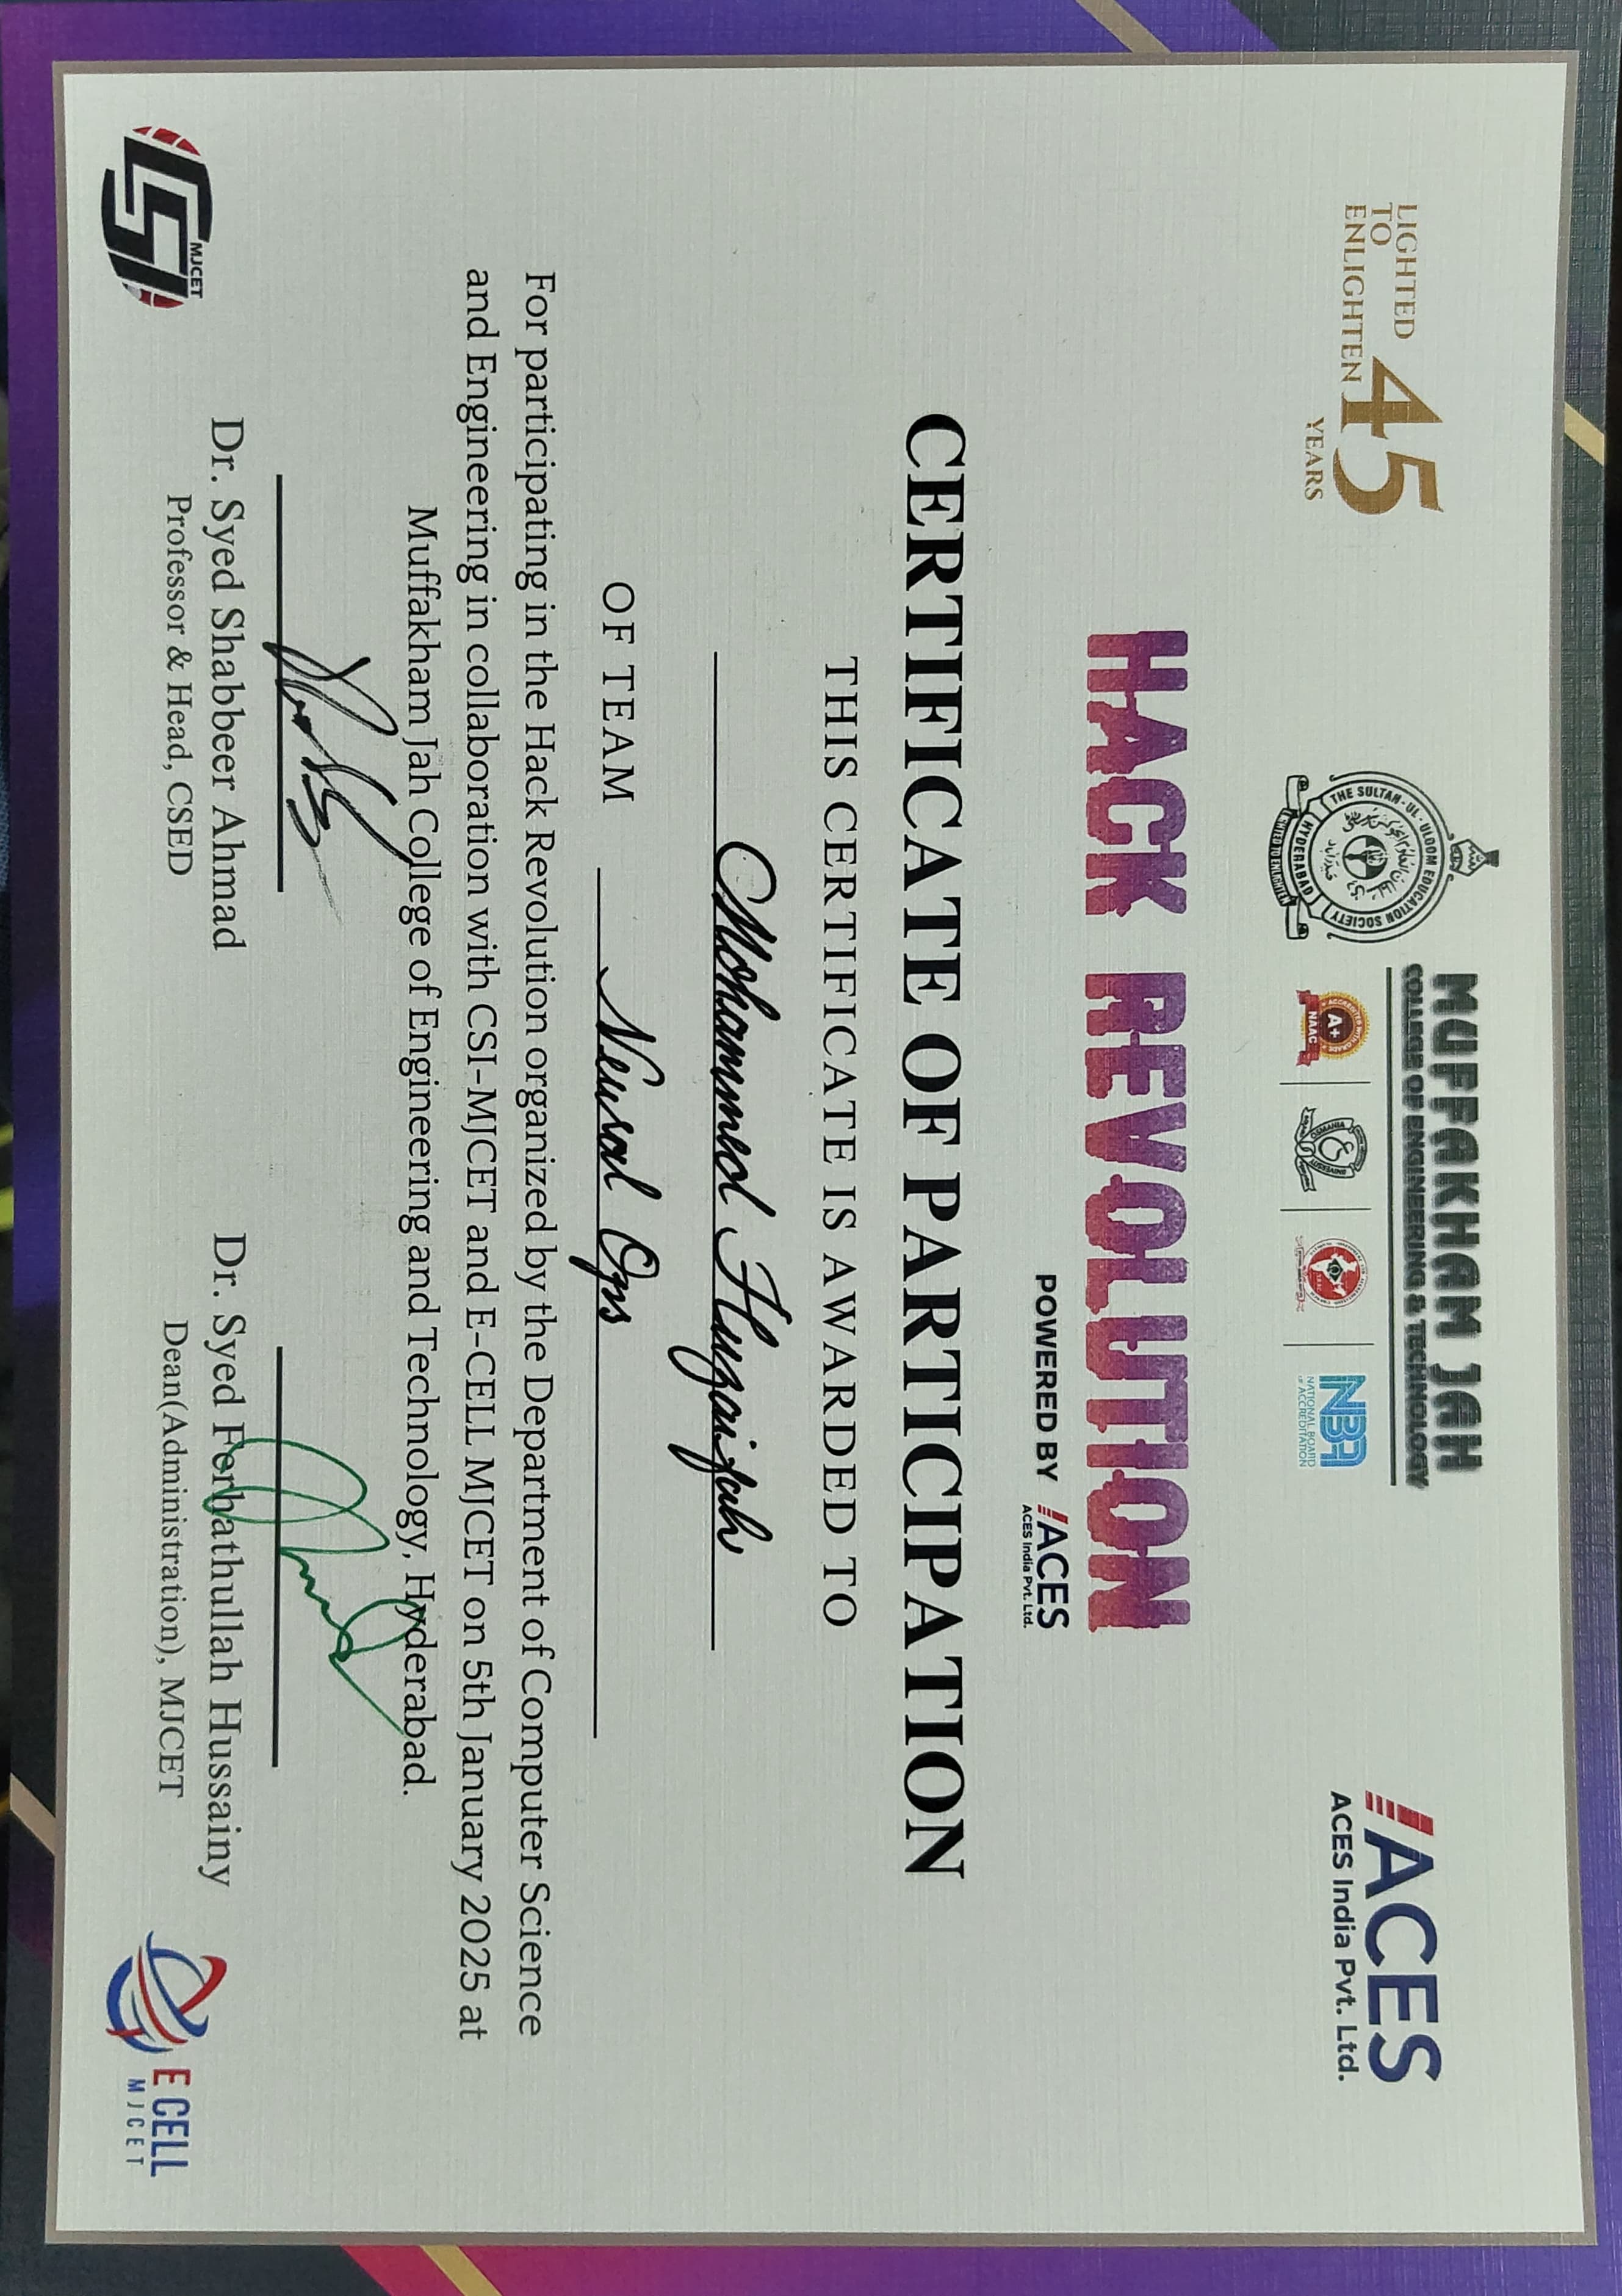 LIGHTED
TO
ENLIGHTEN
45
YEARS
THE SULTAN-UL-ULOOM EDUCATION SOCIETY
HYDERABAD
LIGHTED TO ENLIGHTEN
MUFFAKHAM JAH
COLLEGE OF ENGINEERING & TECHNOLOGY
A+
NAAC
NBA
NATIONAL BOARD
OF ACCREDITATION
ACES
ACES India Pvt. Ltd.
HACK REVOLUTION
POWERED BY ACES
ACES India Pvt. Ltd.
CERTIFICATE OF PARTICIPATION
THIS CERTIFICATE IS AWARDED TO
Mohammed Huzaifah
OF TEAM Neural Ops
For participating in the Hack Revolution organized by the Department of Computer Science
and Engineering in collaboration with CSI-MJCET and E-CELL MJCET on 5th January 2025 at
Muffakham Jah College of Engineering and Technology, Hyderabad.
Dr. Syed Shabbeer Ahmad
Professor & Head, CSED
Dr. Syed Ferhathullah Hussainy
Dean(Administration), MJCET
MJCET
CSI
E CELL
MJCET